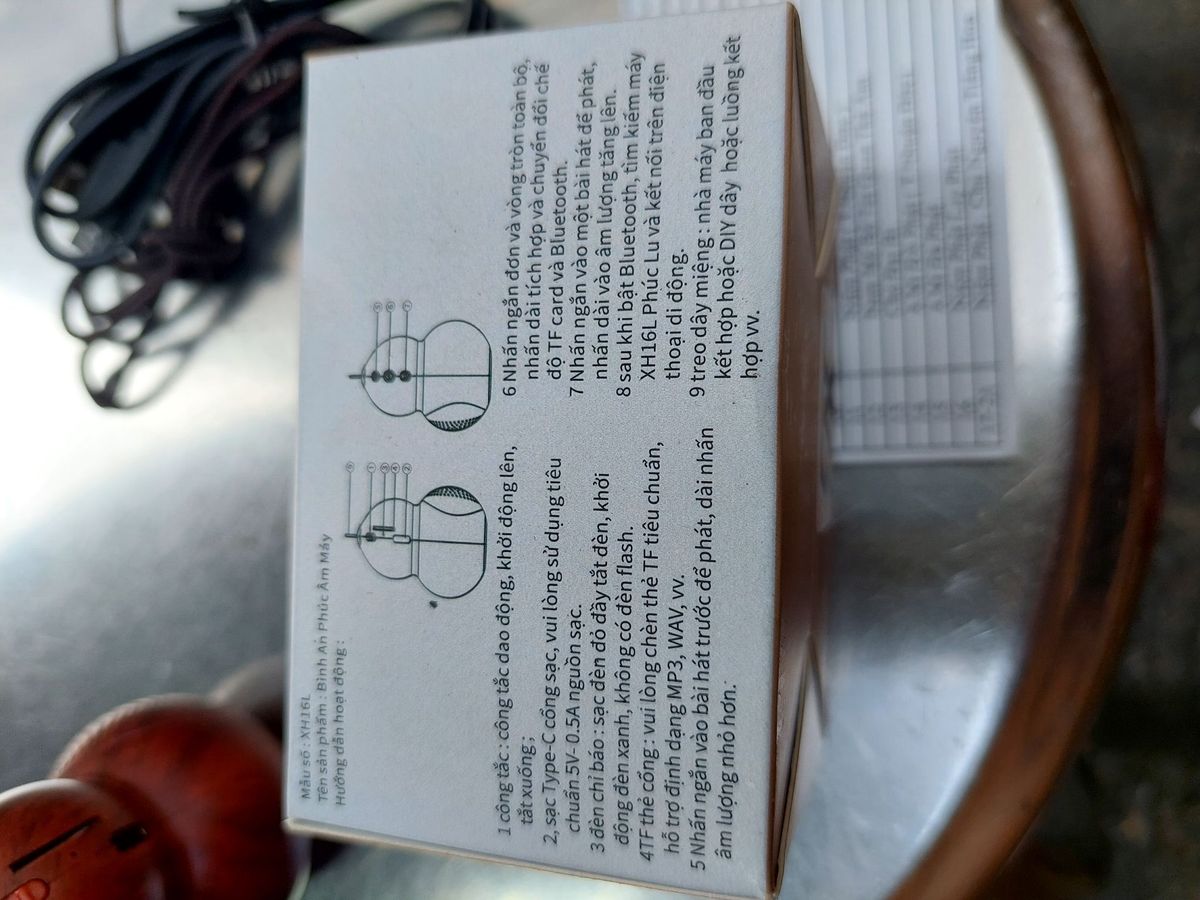 Mẫu số : XH16L
Tên sản phẩm : Bình An Phúc Âm Máy
Hướng dẫn hoạt động :
1 công tắc : công tắc dao động, khởi động lên,
tắt xuống ;
2, sạc Type-C cổng sạc, vui lòng sử dụng tiêu
chuẩn 5V- 0.5A nguồn sạc.
3 đèn chỉ báo : sạc đèn đỏ đầy tắt đèn, khởi
động đèn xanh, không có đèn flash.
4TF thẻ cổng : vui lòng chèn thẻ TF tiêu chuẩn,
hỗ trợ định dạng MP3, WAV, vv.
5 Nhấn ngắn vào bài hát trước để phát, dài nhấn
âm lượng nhỏ hơn.
6 Nhấn ngắn đơn và vòng tròn toàn bộ,
nhấn dài tích hợp và chuyển đổi chế
độ TF card và Bluetooth.
7 Nhấn ngắn vào một bài hát để phát,
nhấn dài vào âm lượng tăng lên.
8 sau khi bật Bluetooth, tìm kiếm máy
XH16L Phúc Lu và kết nối trên điện
thoại di động.
9 treo dây miệng : nhà máy ban đầu
kết hợp hoặc DIY dây hoặc luồng kết
hợp vv.